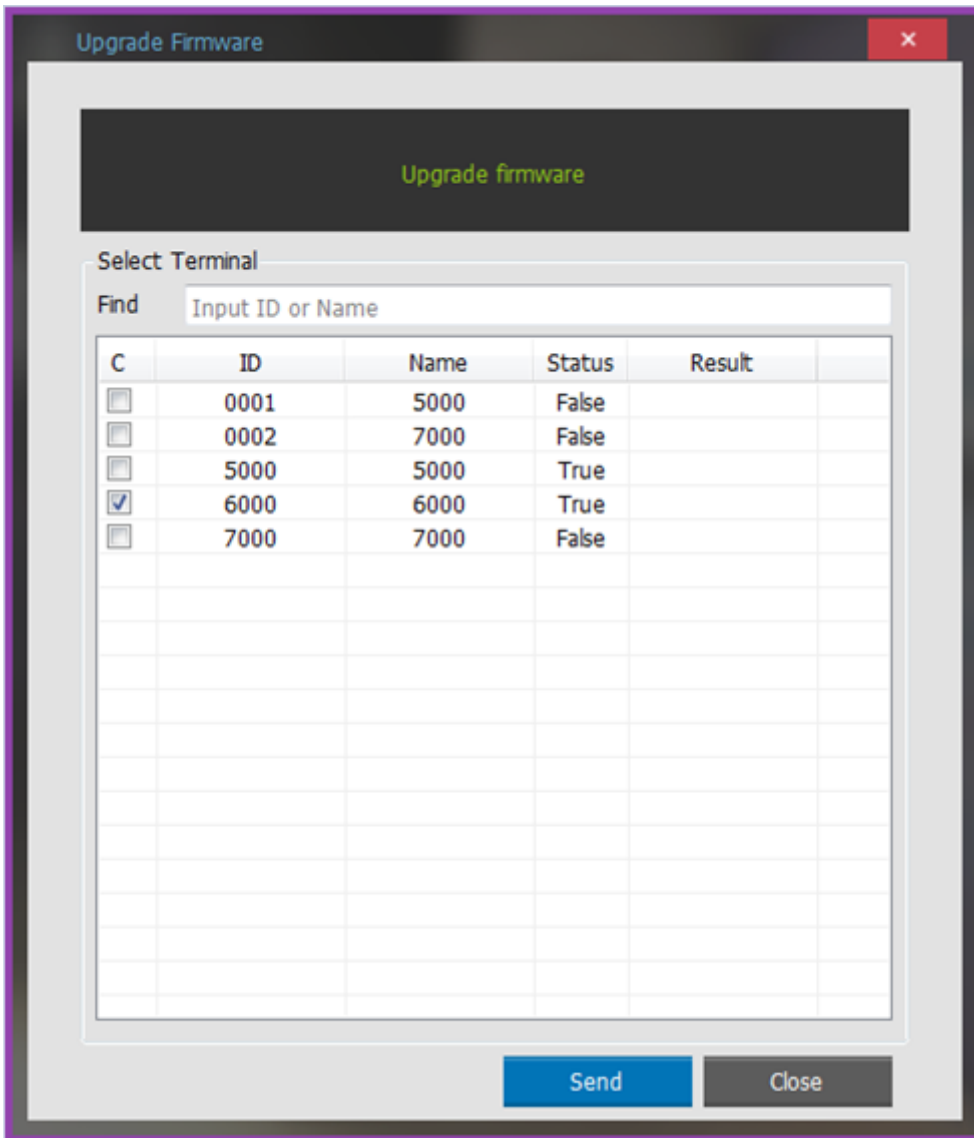 Upgrade Firmware
Upgrade firmware
Select Terminal
Find Input ID or Name
C ID Name Status Result
0001 5000 False
0002 7000 False
5000 5000 True
6000 6000 True
7000 7000 False
Send Close